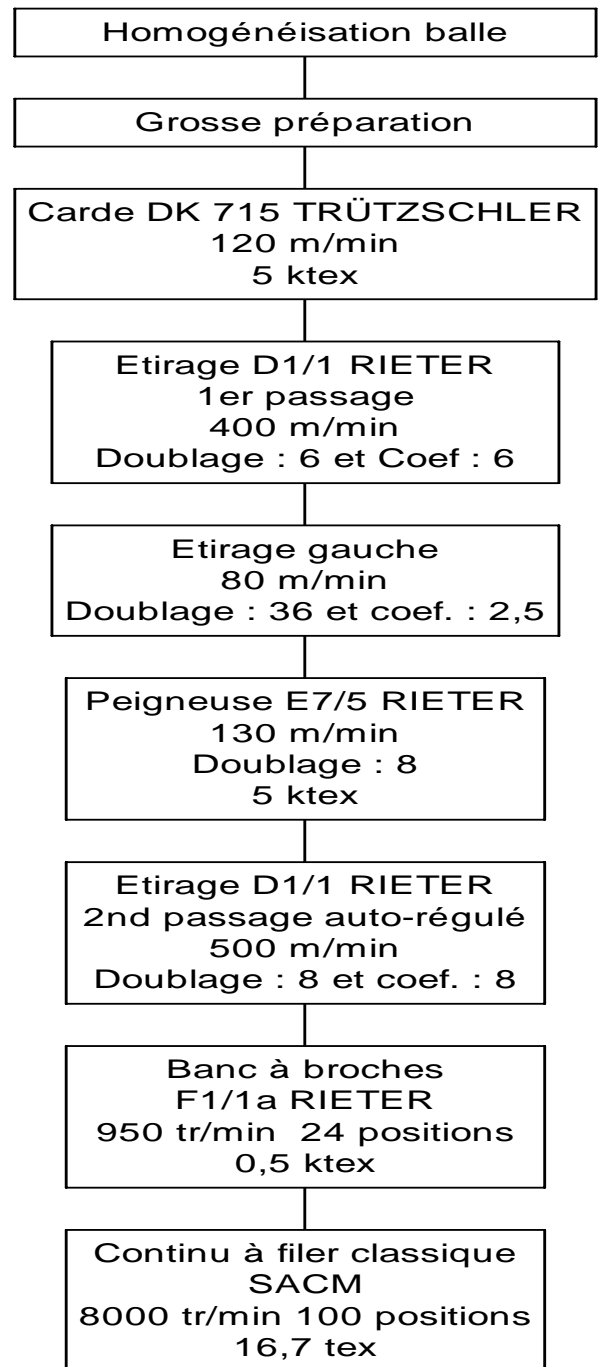 Homogénéisation balle
Grosse préparation
Carde DK 715 TRÜTZSCHLER
120 m/min
5 ktex
Etirage D1/1 RIETER
1er passage
400 m/min
Doublage : 6 et Coef : 6
Etirage gauche
80 m/min
Doublage : 36 et coef. : 2,5
Peigneuse E7/5 RIETER
130 m/min
Doublage : 8
5 ktex
Etirage D1/1 RIETER
2nd passage auto-régulé
500 m/min
Doublage : 8 et coef. : 8
Banc à broches
F1/1a RIETER
950 tr/min 24 positions
0,5 ktex
Continu à filer classique
SACM
8000 tr/min 100 positions
16,7 tex